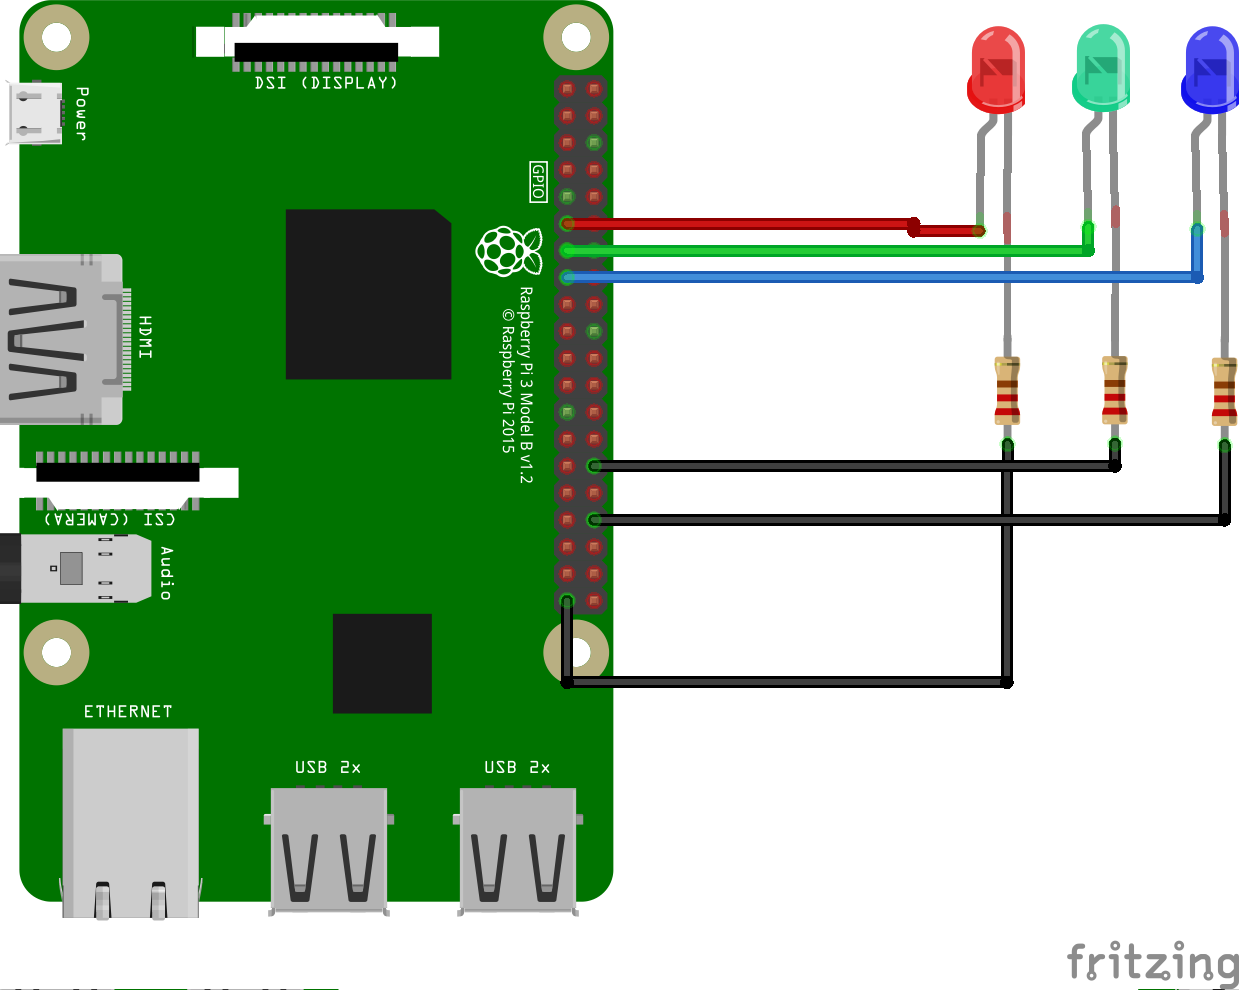 DSI (DISPLAY)
Power
GPIO
HDMI
Raspberry Pi 3 Model B v1.2
© Raspberry Pi 2015
CSI (CAMERA)
Audio
ETHERNET
USB 2x
USB 2x
fritzing